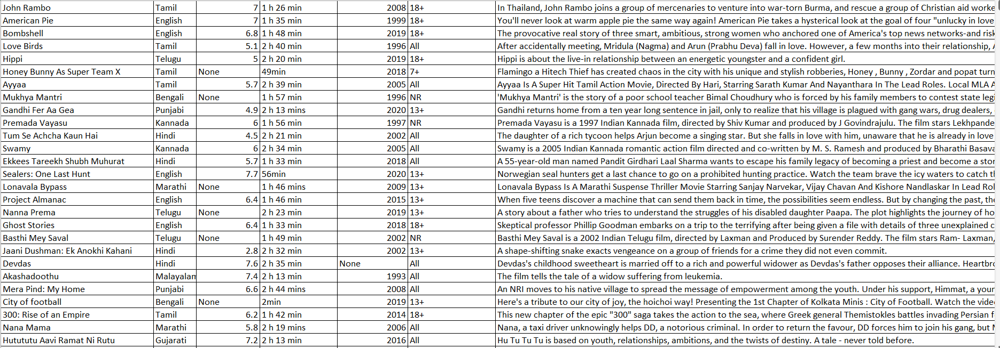 John Rambo Tamil 7 1 h 26 min 2008 18+ In Thailand, John Rambo joins a group of mercenaries to venture into war-torn Burma, and rescue a group of Christian aid worke
American Pie English 7 1 h 35 min 1999 18+ You'll never look at warm apple pie the same way again! American Pie takes a hysterical look at the goal of four "unlucky in love
Bombshell English 6.8 1 h 48 min 2019 18+ The provocative real story of three smart, ambitious, strong women who anchored one of America's top news networks-and risk
Love Birds Tamil 5.1 2 h 40 min 1996 All After accidentally meeting, Mridula (Nagma) and Arun (Prabhu Deva) fall in love. However, a few months into their relationship, A
Hippi Telugu 5 2 h 20 min 2019 18+ Hippi is about the live-in relationship between an energetic youngster and a confident girl.
Honey Bunny As Super Team X Tamil None 49min 2018 7+ Flamingo a Hitech Thief has created chaos in the city with his unique and stylish robberies, Honey , Bunny , Zordar and popat turn
Ayyaa Tamil 5.7 2 h 39 min 2005 All Ayyaa Is A Super Hit Tamil Action Movie, Directed By Hari, Starring Sarath Kumar And Nayanthara In The Lead Roles. Local MLA A
Mukhya Mantri Bengali None 1 h 57 min 1996 NR 'Mukhya Mantri' is the story of a poor school teacher Bimal Choudhury who is forced by his family members to contest state legi
Gandhi Fer Aa Gea Punjabi 4.9 2 h 13 mins 2020 13+ Gandhi returns home from a ten year long sentence in jail, only to realize that his village is plagued with gang wars, drug dealers,
Premada Vayasu Kannada 6 1 h 56 min 1997 NR Premada Vayasu is a 1997 Indian Kannada film, directed by Shiv Kumar and produced by J Govindrajulu. The film stars Lekhpande
Tum Se Achcha Kaun Hai Hindi 4.5 2 h 21 min 2002 All The daughter of a rich tycoon helps Arjun become a singing star. But she falls in love with him, unaware that he is already in love
Swamy Kannada 6 2 h 34 min 2005 All Swamy is a 2005 Indian Kannada romantic action film directed and co-written by M. S. Ramesh and produced by Bharathi Basava
Ekkees Tareekh Shubh Muhurat Hindi 5.7 1 h 33 min 2018 All A 55-year-old man named Pandit Girdhari Laal Sharma wants to escape his family legacy of becoming a priest and become a stor
Sealers: One Last Hunt English 7.7 56min 2020 13+ Norwegian seal hunters get a last chance to go on a prohibited hunting practice. Watch the team brave the icy waters to catch tl
Lonavala Bypass Marathi None 1 h 46 mins 2009 13+ Lonavala Bypass Is A Marathi Suspense Thriller Movie Starring Sanjay Narvekar, Vijay Chavan And Kishore Nandlaskar In Lead Rol
Project Almanac English 6.4 1 h 46 min 2015 13+ When five teens discover a machine that can send them back in time, the possibilities seem endless. But by changing the past, the
Nanna Prema Telugu None 2 h 23 min 2019 13+ A story about a father who tries to understand the struggles of his disabled daughter Paapa. The plot highlights the journey of ho
Ghost Stories English 6.4 1 h 33 min 2018 18+ Skeptical professor Phillip Goodman embarks on a trip to the terrifying after being given a file with details of three unexplained c
Basthi Mey Saval Telugu None 1 h 49 min 2002 NR Basthi Mey Saval is a 2002 Indian Telugu film, directed by Laxman and Produced by Surender Reddy. The film stars Ram- Laxman,
Jaani Dushman: Ek Anokhi Kahani Hindi 2.8 2 h 32 min 2002 13+ A shape-shifting snake exacts vengeance on a group of friends for a crime they did not even commit.
Devdas Hindi 7.6 2 h 35 min None All Devdas's childhood sweetheart is married off to a rich and powerful widower as Devdas's father opposes their alliance. Heartbro
Akashadoothu Malayalam 7.4 2 h 13 min 1993 All The film tells the tale of a widow suffering from leukemia.
Mera Pind: My Home Punjabi 6.6 2 h 44 mins 2008 All An NRI moves to his native village to spread the message of empowerment among the youth. Under his support, Himmat, a your
City of football Bengali None 2min 2019 13+ Here's a tribute to our city of joy, the hoichoi way! Presenting the 1st Chapter of Kolkata Minis : City of Football. Watch the vide
300: Rise of an Empire Tamil 6.2 1 h 42 min 2014 18+ This new chapter of the epic "300" saga takes the action to the sea, where Greek general Themistokles battles invading Persian f
Nana Mama Marathi 5.8 2 h 19 mins 2006 All Nana, a taxi driver unknowingly helps DD, a notorious criminal. In order to return the favour, DD forces him to join his gang, but
Hutututu Aavi Ramat Ni Rutu Gujarati 7.2 2 h 13 min 2016 All Hu Tu Tu Tu is based on youth, relationships, ambitions, and the twists of destiny. A tale - never told before.